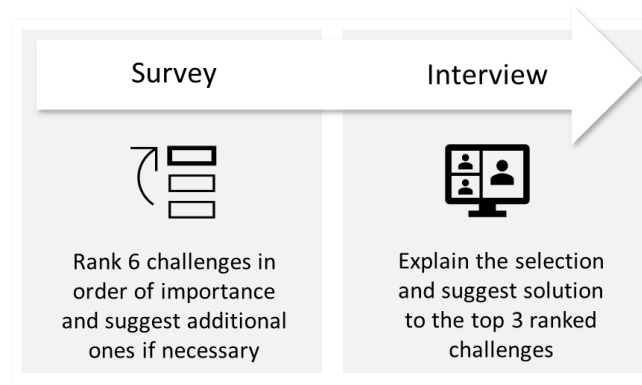 Survey
Interview
Rank 6 challenges in
order of importance
and suggest additional
ones if necessary
Explain the selection
and suggest solution
to the top 3 ranked
challenges